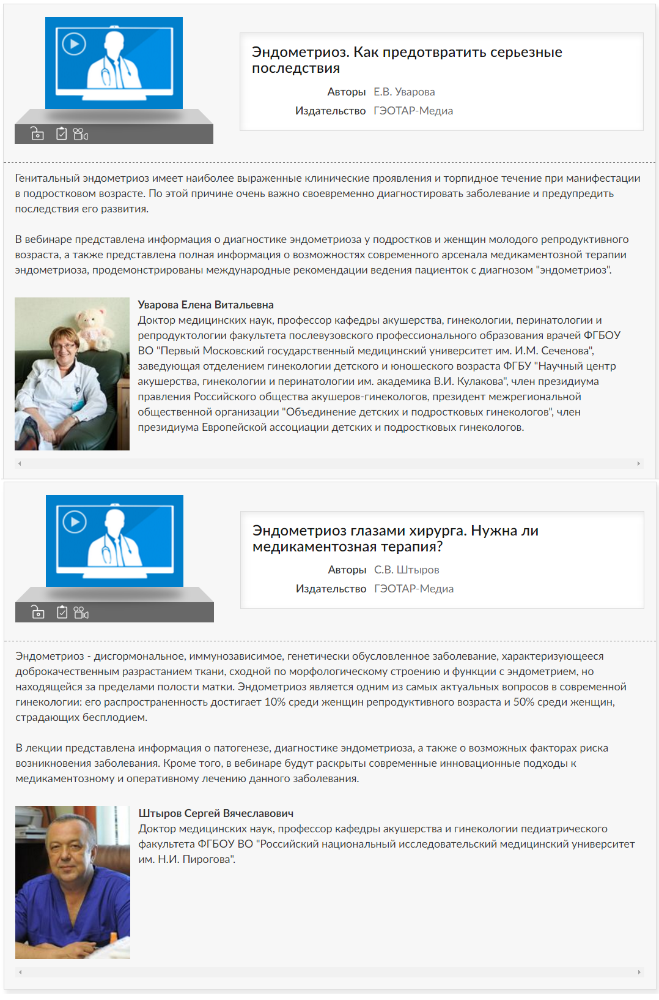 Эндометриоз. Как предотвратить серьезные
последствия
Авторы Е.В. Уварова
Издательство ГЭОТАР-Медиа
Генитальный эндометриоз имеет наиболее выраженные клинические проявления и торпидное течение при манифестации
в подростковом возрасте. По этой причине очень важно своевременно диагностировать заболевание и предупредить
последствия его развития.
В вебинаре представлена информация о диагностике эндометриоза у подростков и женщин молодого репродуктивного
возраста, а также представлена полная информация о возможностях современного арсенала медикаментозной терапии
эндометриоза, продемонстрированы международные рекомендации ведения пациенток с диагнозом "эндометриоз".
Уварова Елена Витальевна
Доктор медицинских наук, профессор кафедры акушерства, гинекологии, перинатологии и
репродуктологии факультета послевузовского профессионального образования врачей ФГБОУ
ВО "Первый Московский государственный медицинский университет им. И.М. Сеченова",
заведующая отделением гинекологии детского и юношеского возраста ФГБУ "Научный центр
акушерства, гинекологии и перинатологии им. академика В.И. Кулакова", член президиума
правления Российского общества акушеров-гинекологов, президент межрегиональной
общественной организации "Объединение детских и подростковых гинекологов", член
президиума Европейской ассоциации детских и подростковых гинекологов.
Эндометриоз глазами хирурга. Нужна ли
медикаментозная терапия?
Авторы С.В. Штыров
Издательство ГЭОТАР-Медиа
Эндометриоз - дисгормональное, иммунозависимое, генетически обусловленное заболевание, характеризующееся
доброкачественным разрастанием ткани, сходной по морфологическому строению и функции с эндометрием, но
находящейся за пределами полости матки. Эндометриоз является одним из самых актуальных вопросов в современной
гинекологии: его распространенность достигает 10% среди женщин репродуктивного возраста и 50% среди женщин,
страдающих бесплодием.
В лекции представлена информация о патогенезе, диагностике эндометриоза, а также о возможных факторах риска
возникновения заболевания. Кроме того, в вебинаре будут раскрыты современные инновационные подходы к
медикаментозному и оперативному лечению данного заболевания.
Штыров Сергей Вячеславович
Доктор медицинских наук, профессор кафедры акушерства и гинекологии педиатрического
факультета ФГБОУ ВО "Российский национальный исследовательский медицинский университет
им. Н.И. Пирогова".